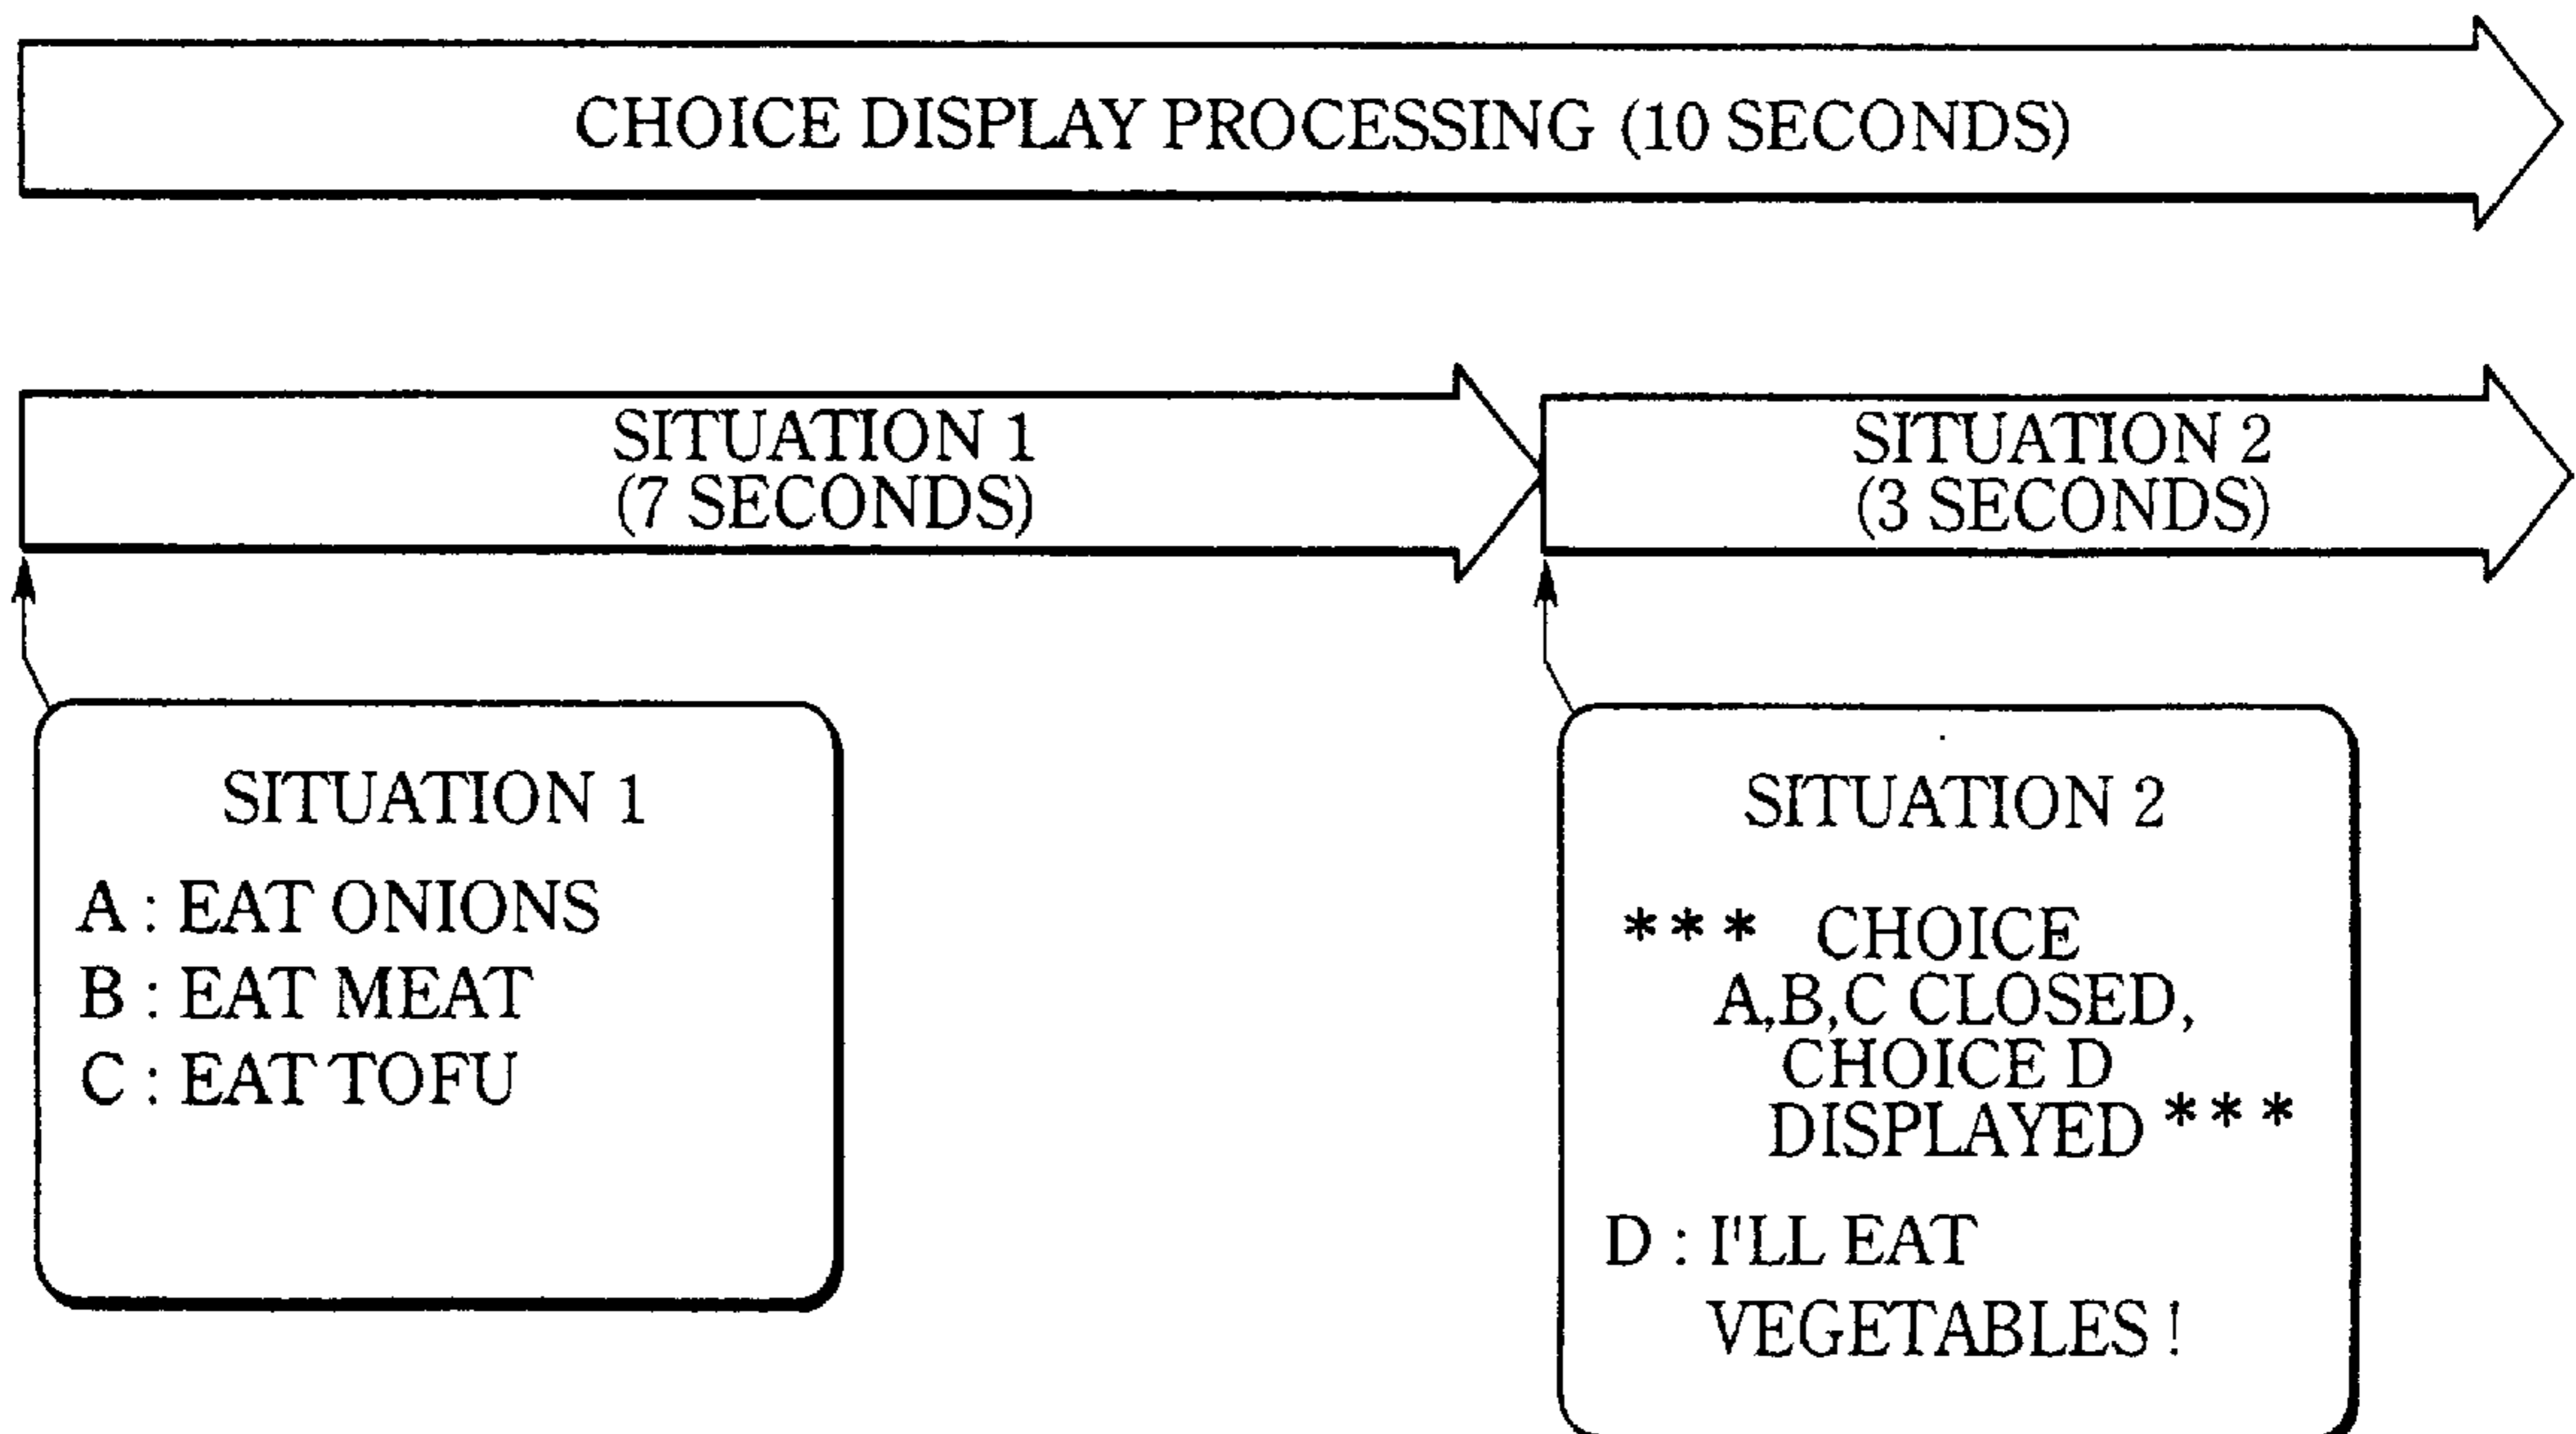 CHOICE DISPLAY PROCESSING (10 SECONDS)
SITUATION 1
(7 SECONDS)
SITUATION 2
(3 SECONDS)
SITUATION 1
A : EAT ONIONS
B : EAT MEAT
C : EAT TOFU
SITUATION 2
*** CHOICE
A,B,C CLOSED,
CHOICE D
DISPLAYED ***
D : I'LL EAT
VEGETABLES !